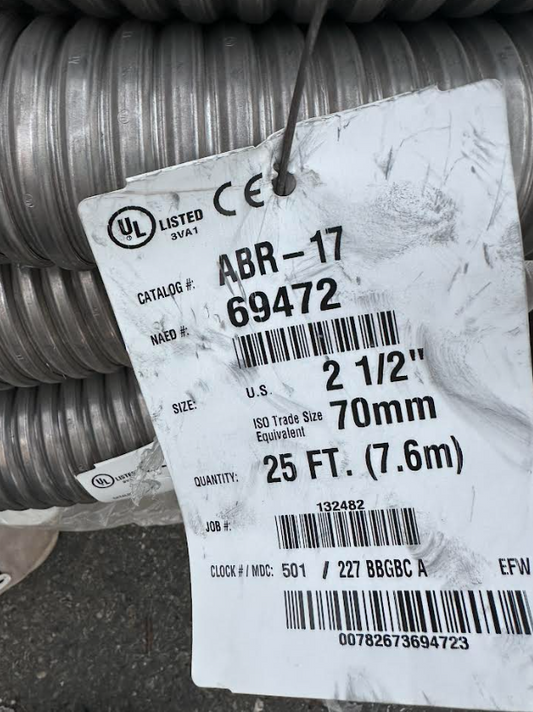 UL LISTED CE
3VA1
CATALOG #: ABR-17
NAED #: 69472
SIZE: U.S. 2 1/2"
ISO Trade Size
Equivalent 70mm
QUANTITY: 25 FT. (7.6m)
132482
JOB #:
CLOCK # / MDC: 501 / 227 BBGBC A EFW
00782673694723
UL LISTED